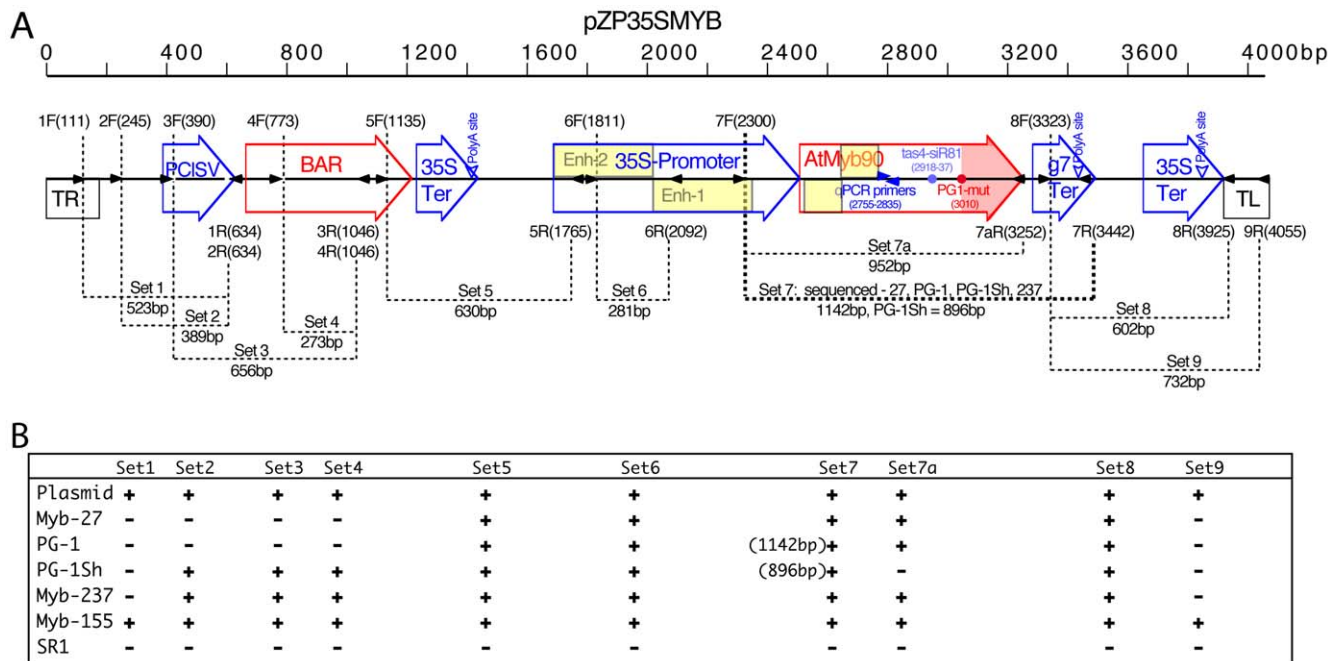 A
pZP35SMYB
0 400 800 1200 1600 2000 2400 2800 3200 3600 4000bp
1F(111) 2F(245) 3F(390) 4F(773) 5F(1135) 6F(1811) 7F(2300) 8F(3323)
PolyA site PolyA site PolyA site
TR PCISV BAR 35S Ter Enh-2 35S-Promoter Enh-1 AtMyb90 tas4-siR81 (2918-37) g7 Ter 35S Ter TL
qPCR primers (2755-2835) PG1-mut (3010)
1R(634) 3R(1046) 5R(1765) 6R(2092) 7aR(3252) 7R(3442) 8R(3925) 9R(4055)
2R(634) 4R(1046)
Set 7a
952bp
Set 1
523bp
Set 2
389bp
Set 3
656bp
Set 4
273bp
Set 5
630bp
Set 6
281bp
Set 7: sequenced - 27, PG-1, PG-1Sh, 237
1142bp, PG-1Sh = 896bp
Set 8
602bp
Set 9
732bp
B
Set1 Set2 Set3 Set4 Set5 Set6 Set7 Set7a Set8 Set9
Plasmid + + + + + + + + + +
Myb-27 - - - - + + + + + -
PG-1 - - - - + + (1142bp)+ + + -
PG-1Sh - + + + + + (896bp)+ - + -
Myb-237 - + + + + + + + + -
Myb-155 + + + + + + + + + +
SR1 - - - - - - - - - -